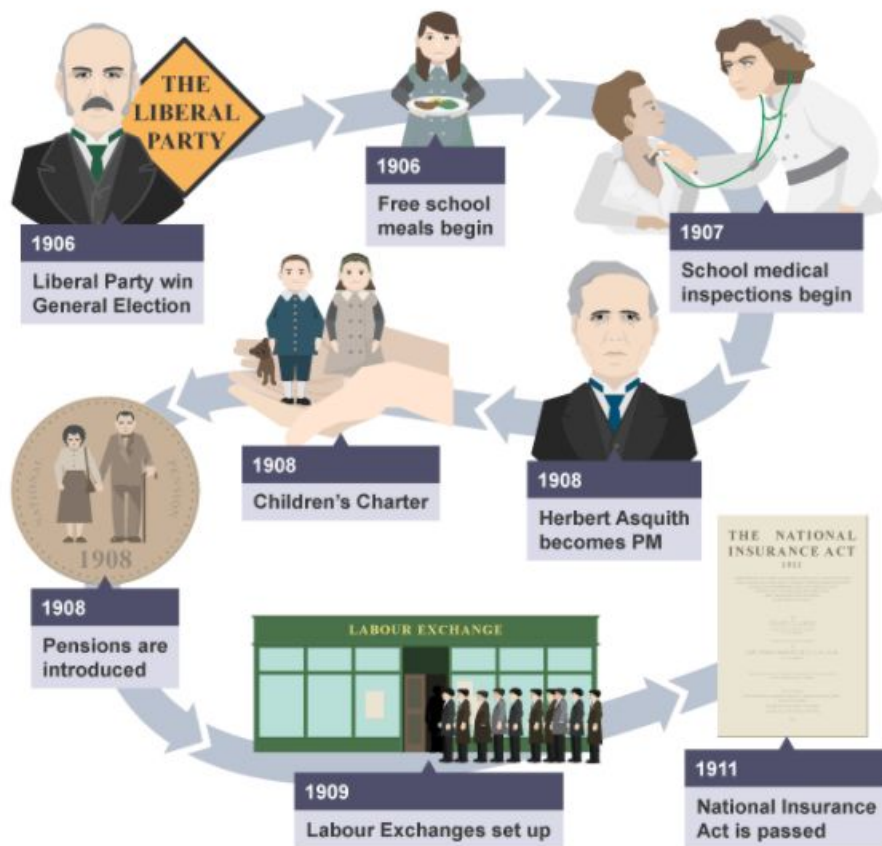 THE
LIBERAL
PARTY
1906
Liberal Party win
General Election
1906
Free school
meals begin
1907
School medical
inspections begin
1908
Herbert Asquith
becomes PM
1908
Children's Charter
NATIONAL
PENSION
1908
1908
Pensions are
introduced
LABOUR EXCHANGE
1909
Labour Exchanges set up
THE NATIONAL
INSURANCE ACT
1911
1911
National Insurance
Act is passed